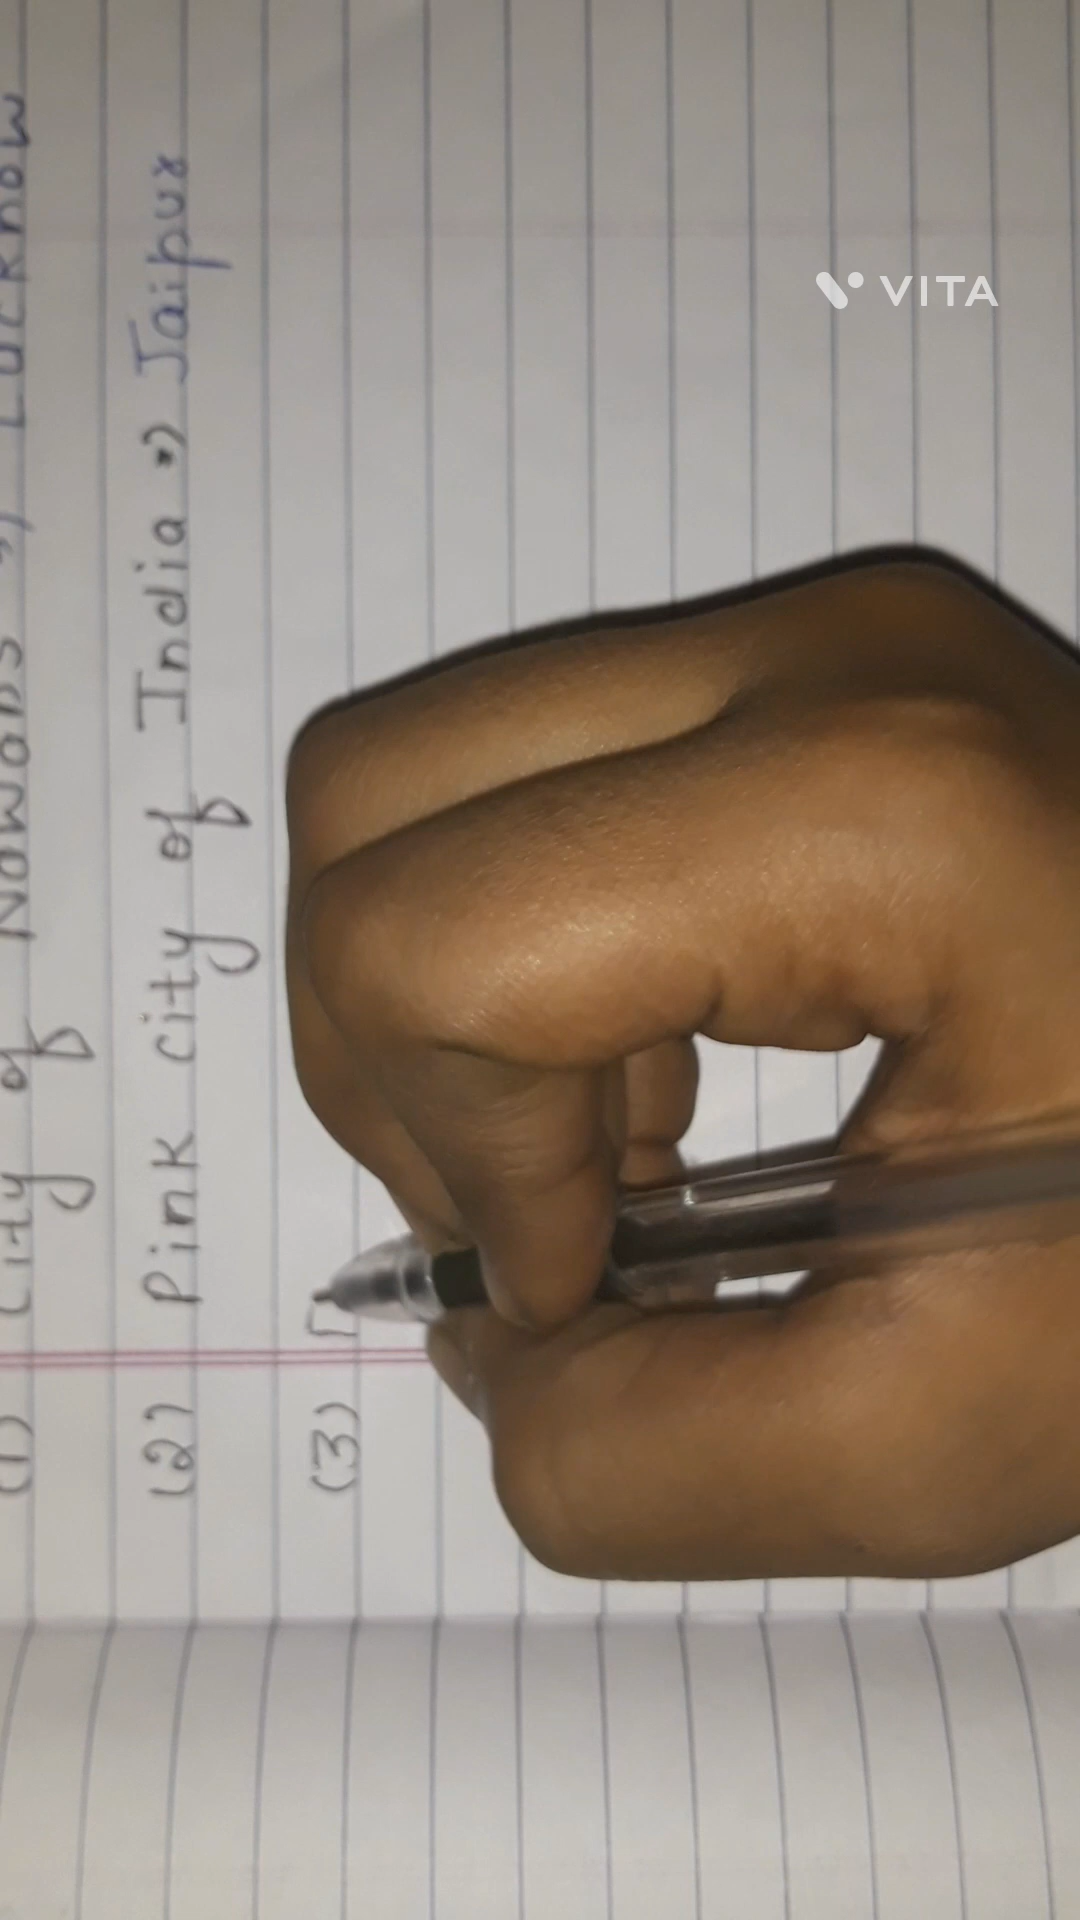 (1) City of Nawabs => Lucknow
(2) Pink city of India => Jaipur
(3)
VITA